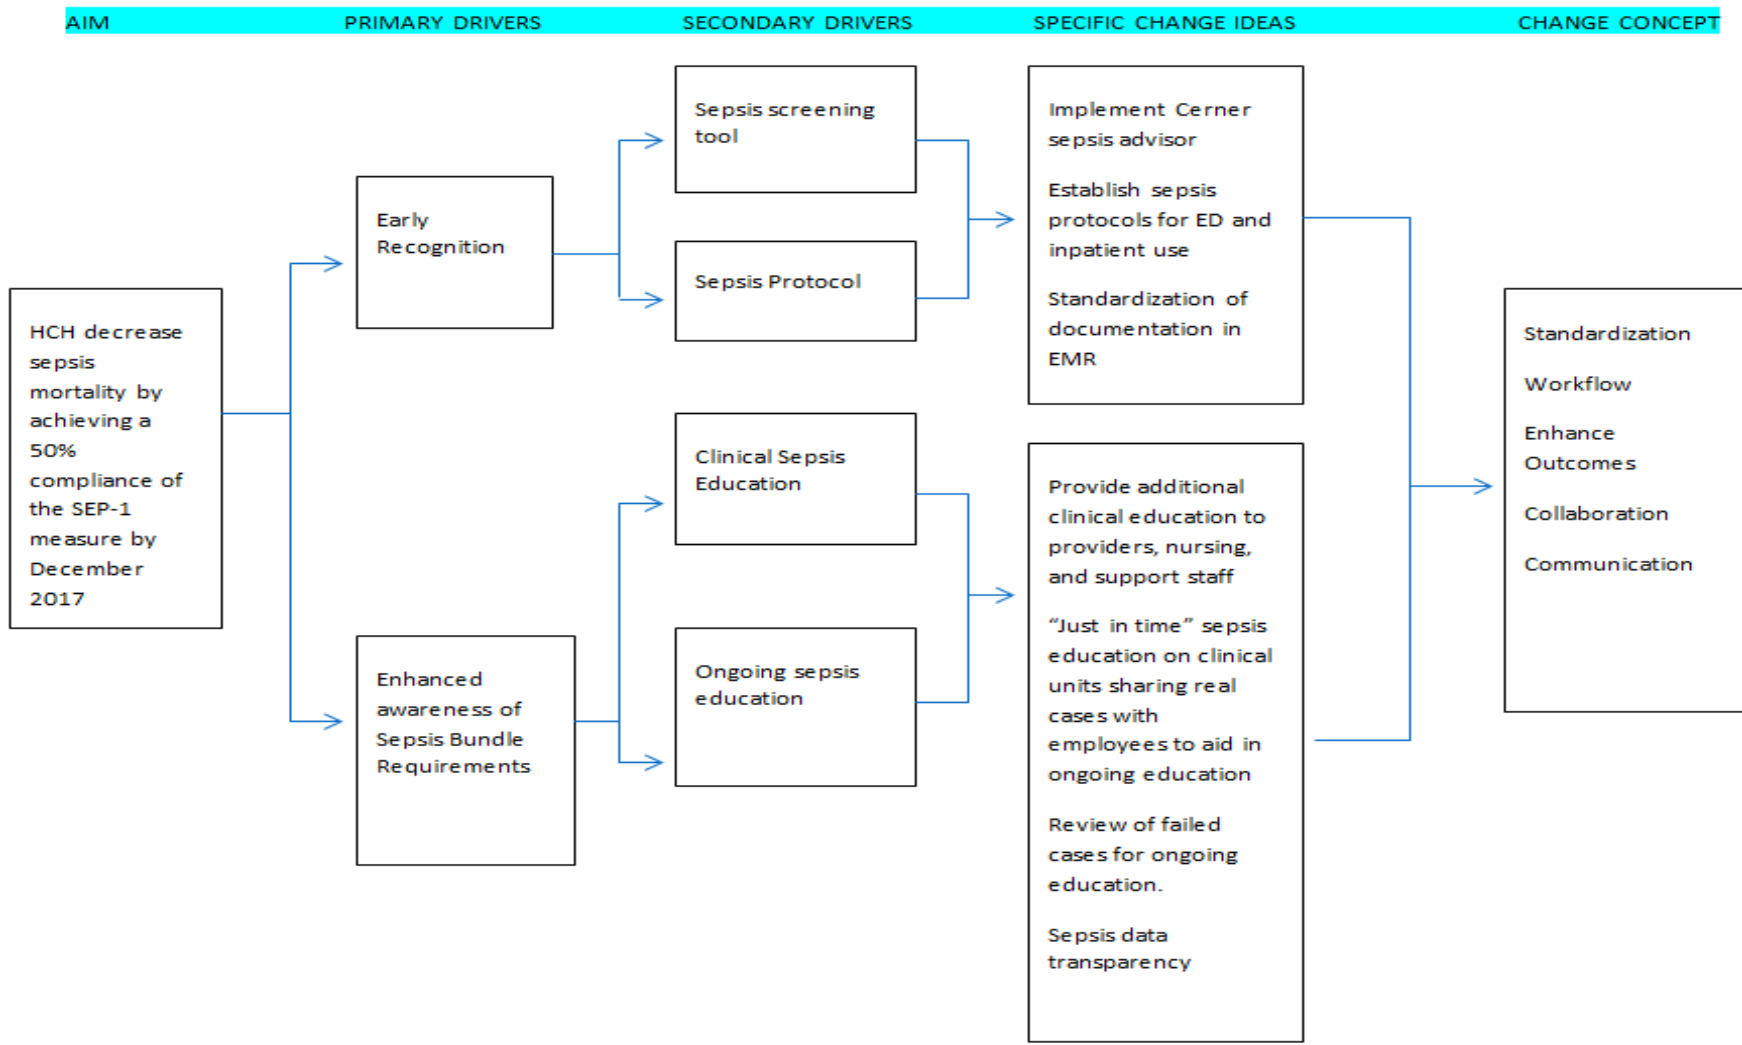 AIM PRIMARY DRIVERS SECONDARY DRIVERS SPECIFIC CHANGE IDEAS CHANGE CONCEPT
HCH decrease
sepsis
mortality by
achieving a
50%
compliance of
the SEP-1
measure by
December
2017
Early
Recognition
Enhanced
awareness of
Sepsis Bundle
Requirements
Sepsis screening
tool
Sepsis Protocol
Clinical Sepsis
Education
Ongoing sepsis
education
Implement Cerner
sepsis advisor
Establish sepsis
protocols for ED and
inpatient use
Standardization of
documentation in
EMR
Provide additional
clinical education to
providers, nursing,
and support staff
“Just in time” sepsis
education on clinical
units sharing real
cases with
employees to aid in
ongoing education
Review of failed
cases for ongoing
education.
Sepsis data
transparency
Standardization
Workflow
Enhance
Outcomes
Collaboration
Communication